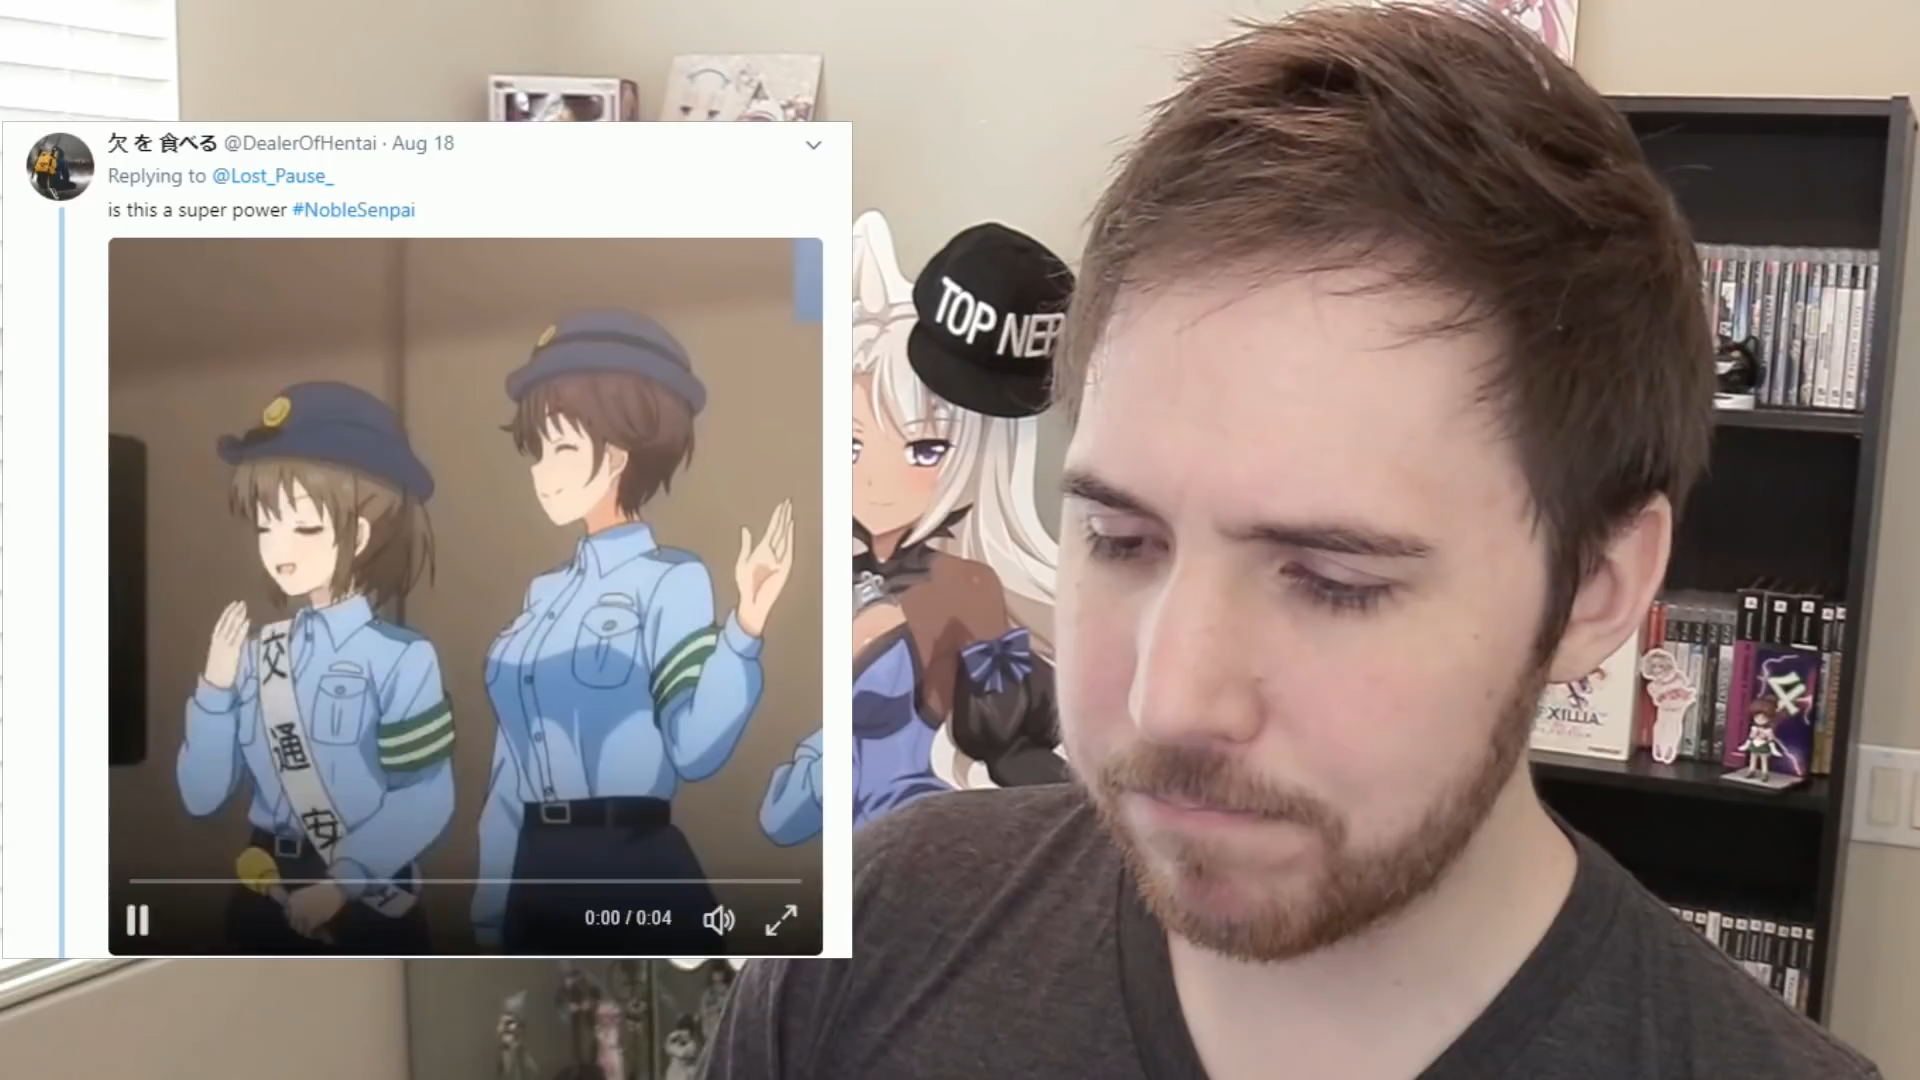 欠 を 食べる @DealerOfHentai · Aug 18
Replying to @Lost_Pause_
is this a super power #NobleSenpai
TOP NEP
交通安
0:00 / 0:04
XILLIA